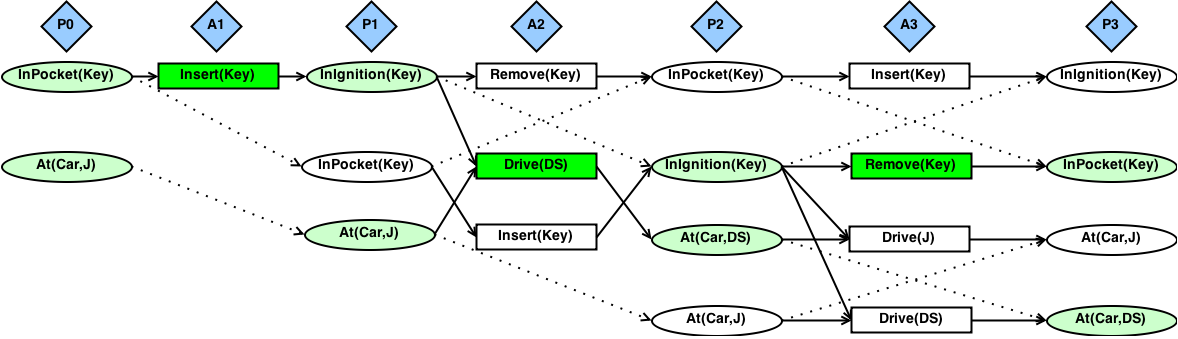 P0 A1 P1 A2 P2 A3 P3
InPocket(Key) Insert(Key) InIgnition(Key) Remove(Key) InPocket(Key) Insert(Key) InIgnition(Key)
At(Car,J) InPocket(Key) Drive(DS) InIgnition(Key) Remove(Key) InPocket(Key)
At(Car,J) Insert(Key) At(Car,DS) Drive(J) At(Car,J)
At(Car,J) Drive(DS) At(Car,DS)